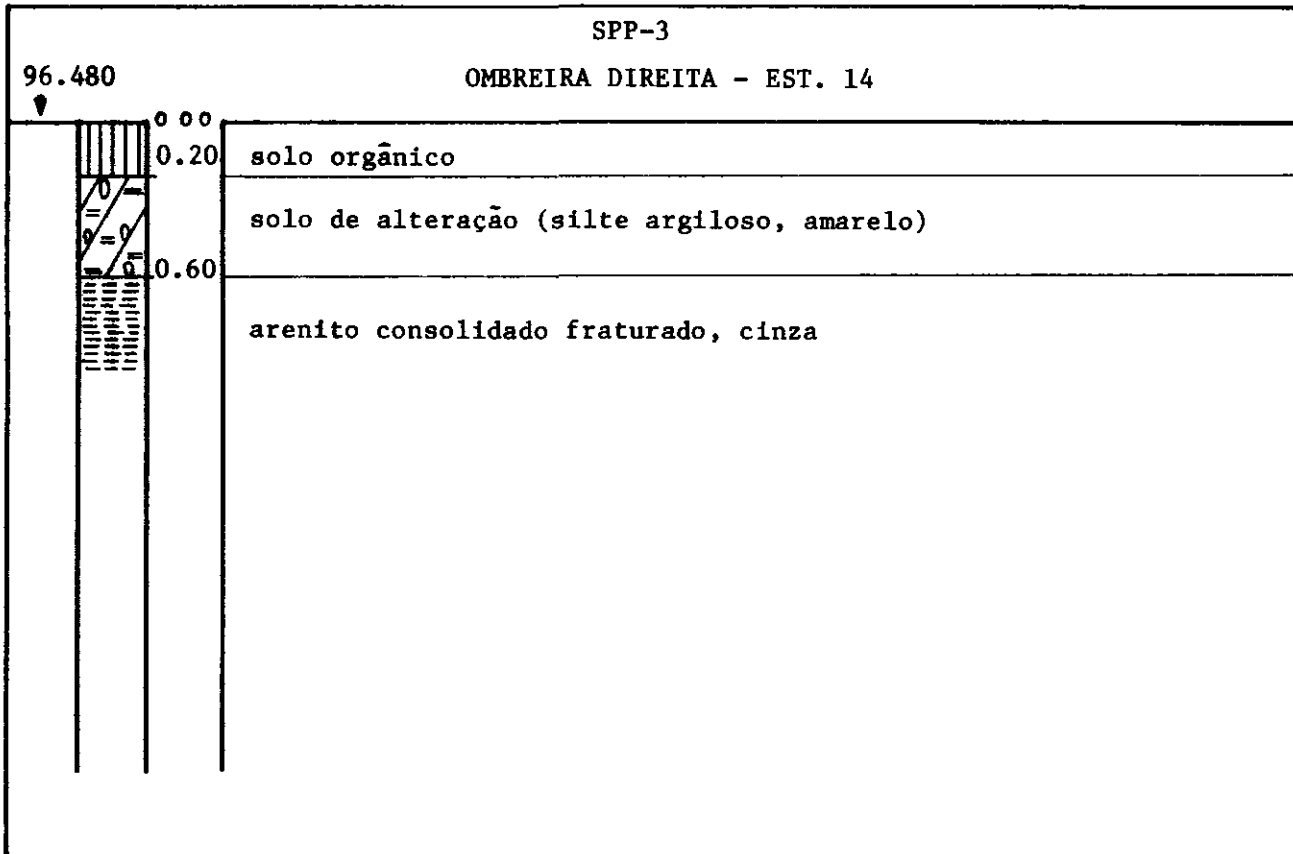 SPP-3
96.480 OMBREIRA DIREITA - EST. 14
0 00
0.20 solo orgânico
solo de alteração (silte argiloso, amarelo)
0.60
arenito consolidado fraturado, cinza